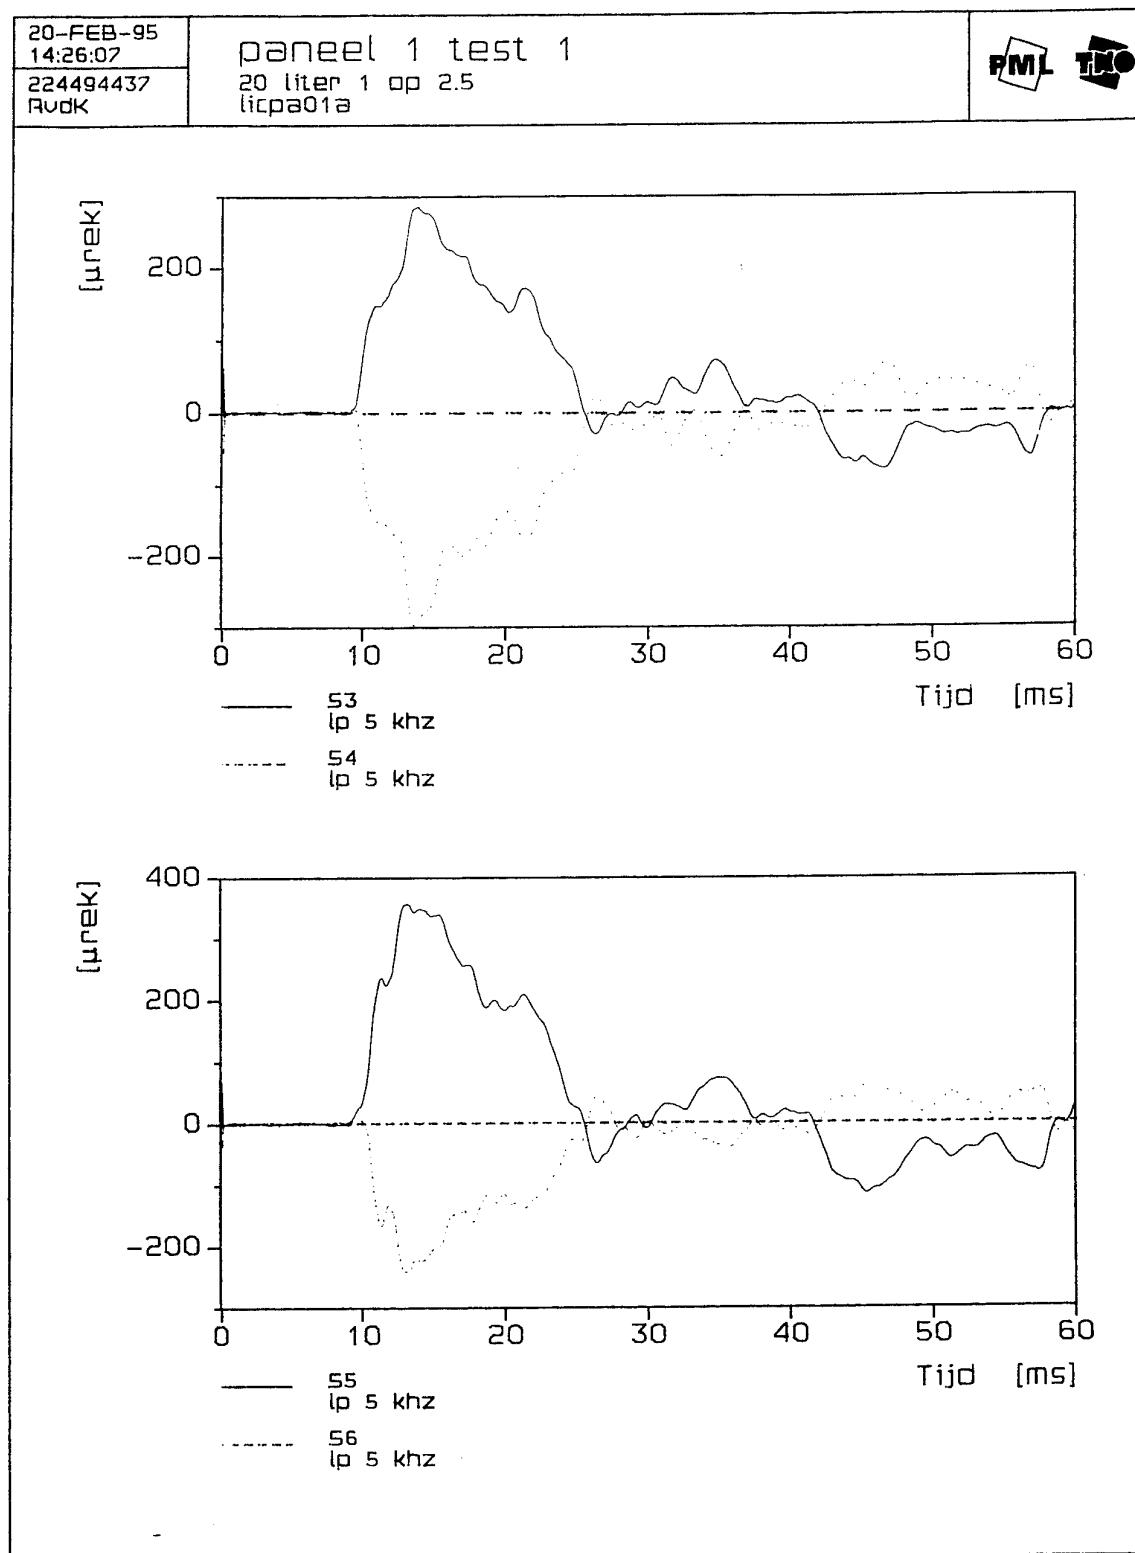 20-FEB-95
14:26:07
224494437
AvdK
paneel 1 test 1
20 liter 1 op 2.5
licpa01a
PML TNO
[µrek]
200
0
-200
0 10 20 30 40 50 60
Tijd [ms]
S3
lp 5 khz
S4
lp 5 khz
[µrek]
400
200
0
-200
0 10 20 30 40 50 60
Tijd [ms]
S5
lp 5 khz
S6
lp 5 khz